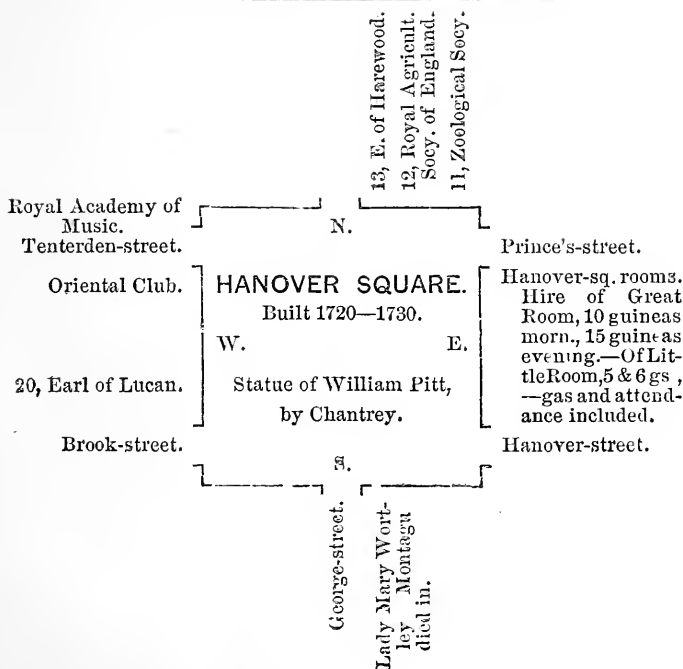 13, E. of Harewood.
12, Royal Agricult.
Socy. of England.
11, Zoological Socy.
Royal Academy of
Music.
Tenterden-street.
N.
Prince's-street.
Oriental Club.
HANOVER SQUARE.
Built 1720—1730.
W.
E.
20, Earl of Lucan.
Statue of William Pitt,
by Chantrey.
Hanover-sq. rooms.
Hire of Great
Room, 10 guineas
morn., 15 guineas
evening.—Of Lit-
tle Room, 5 & 6 gs,
—gas and attend-
ance included.
Brook-street.
S.
Hanover-street.
George-street.
Lady Mary Wort-
ley Montagu
died in.